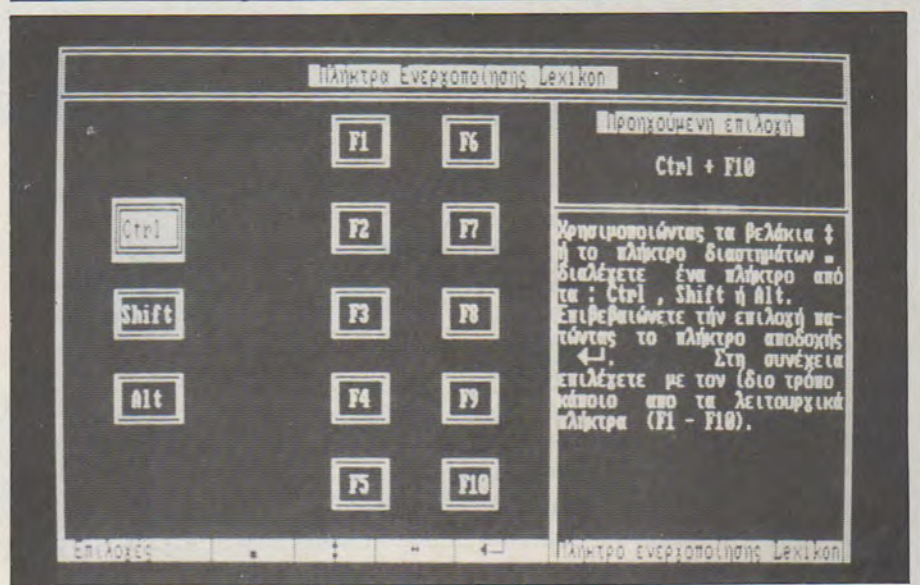 Πλήκτρα Ενεργοποίησης Lexikon
Προηγούμενη επιλογή
Ctrl + F10
F1 F6
Ctrl F2 F7
Shift F3 F8
Alt F4 F9
F5 F10
Χρησιμοποιώντας τα βελάκια ↕
ή το πλήκτρο διαστημάτων ▪
διαλέχετε ένα πλήκτρο από
τα : Ctrl , Shift ή Alt.
Επιβεβαιώνετε τήν επιλογή πα-
τώντας το πλήκτρο αποδοχής
↵. Στη συνέχεια
επιλέχετε με τον ίδιο τρόπο
κάποιο απο τα λειτουργικά
πλήκτρα (F1 - F10).
Επιλογές ▪ ↕ ↔ ↵ Πλήκτρο ενεργοποίησης Lexikon